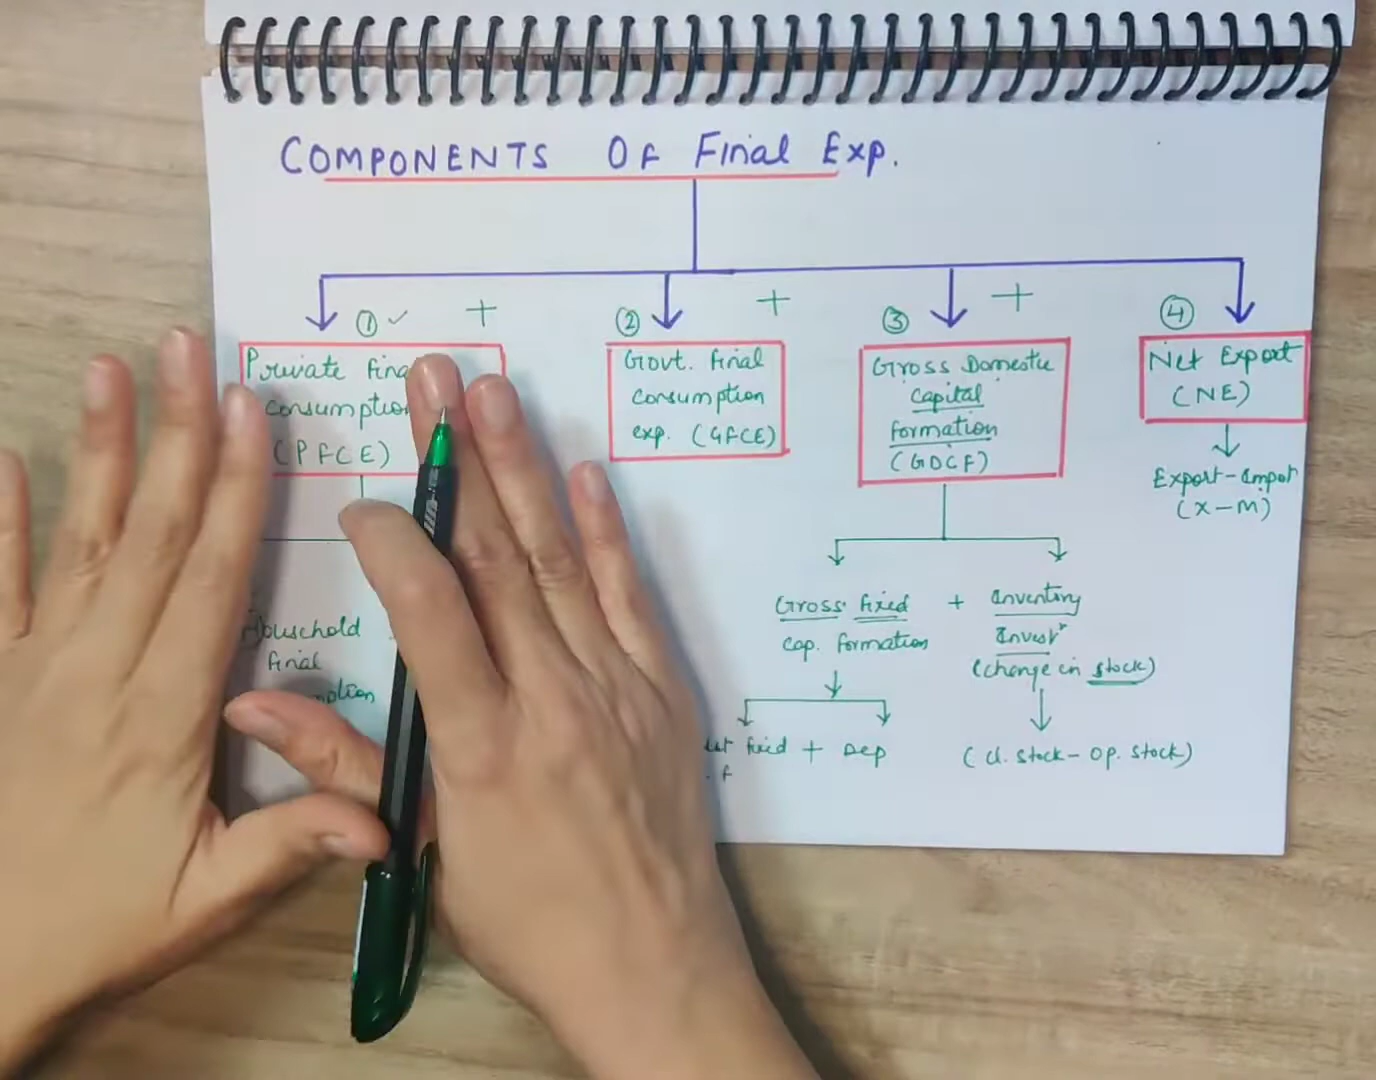 COMPONENTS OF Final Exp.
① ✓ +
② +
③ +
④
Private fina
consumption
(PFCE)
Govt. final
consumption
exp. (GFCE)
Gross Domestic
Capital
formation
(GDCF)
Net Export
(NE)
Export-Import
(X-M)
Household
final
mption
Gross fixed
Cap. formation
+
Inventory
Invest
(change in stock)
fixed + Dep
(Cl. stock - Op. stock)